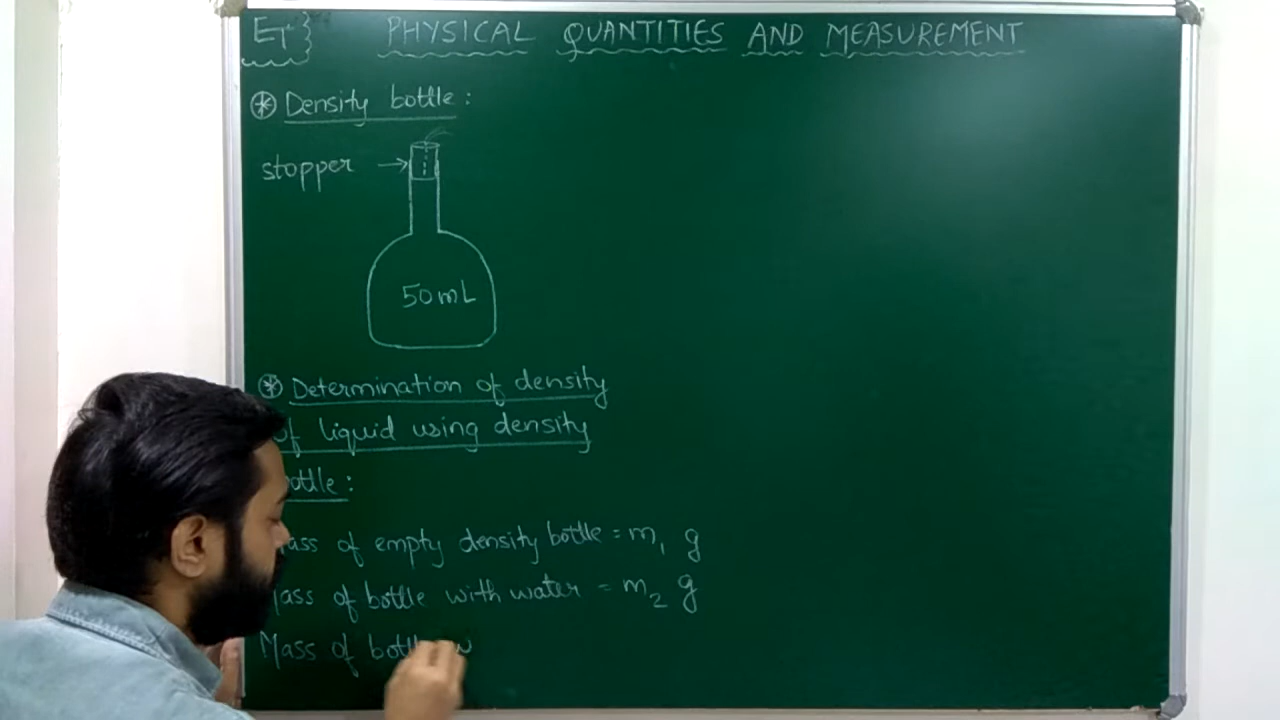 ET} PHYSICAL QUANTITIES AND MEASUREMENT
Density bottle:
stopper →
50 mL
Determination of density
of liquid using density
bottle:
Mass of empty density bottle = m₁ g
Mass of bottle with water = m₂ g
Mass of bottle w